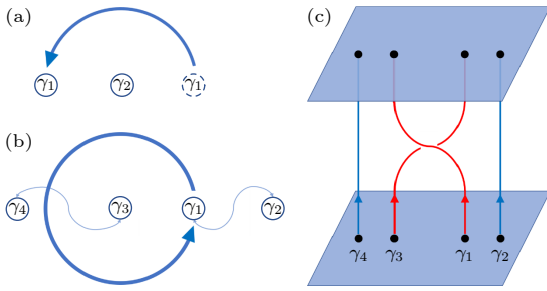 (a)
γ₁ γ₂ γ₁
(b)
γ₄ γ₃ γ₁ γ₂
(c)
γ₄ γ₃ γ₁ γ₂